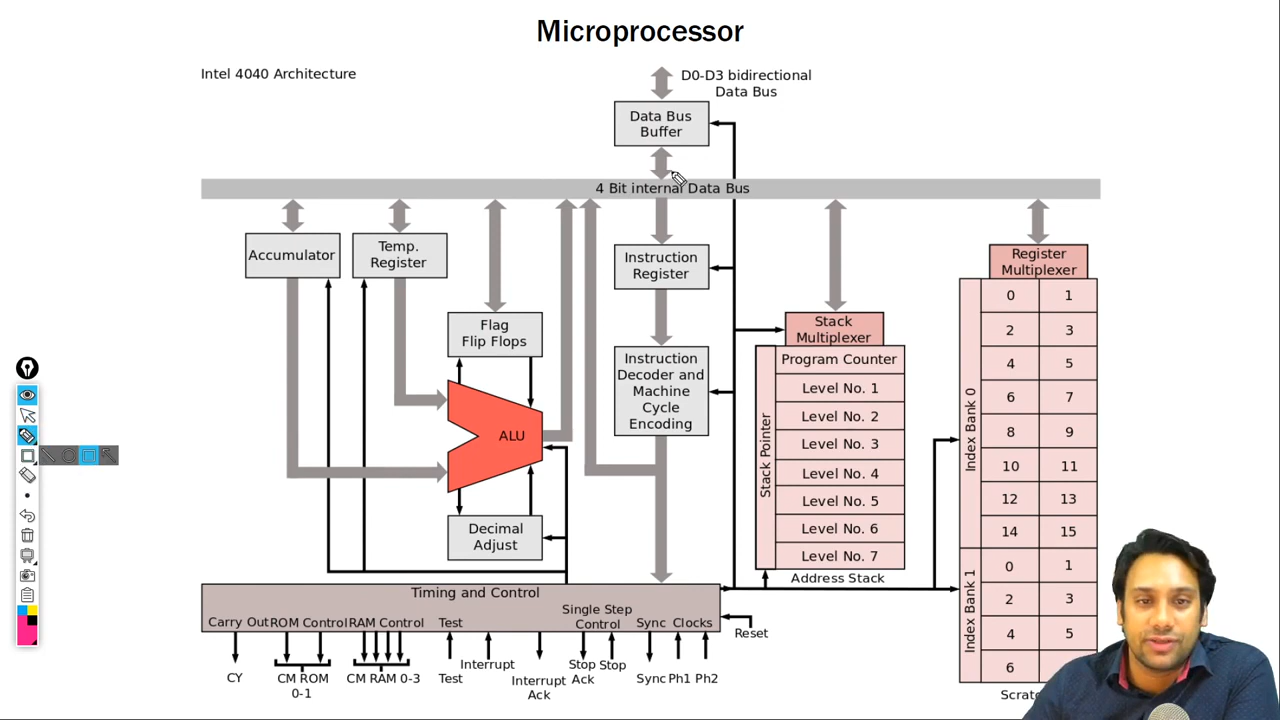 Microprocessor
Intel 4040 Architecture
D0-D3 bidirectional
Data Bus
Data Bus
Buffer
4 Bit internal Data Bus
Accumulator
Temp.
Register
Instruction
Register
Register
Multiplexer
Flag
Flip Flops
Stack
Multiplexer
Instruction
Decoder and
Machine
Cycle
Encoding
ALU
Decimal
Adjust
Stack Pointer
Program Counter
Level No. 1
Level No. 2
Level No. 3
Level No. 4
Level No. 5
Level No. 6
Level No. 7
Address Stack
Index Bank 0
0 1
2 3
4 5
6 7
8 9
10 11
12 13
14 15
Index Bank 1
0 1
2 3
4 5
6
Timing and Control
Carry Out
ROM Control
RAM Control
Test
Single Step
Control
Sync
Clocks
Reset
CY
CM ROM
0-1
CM RAM 0-3
Test
Interrupt
Interrupt
Ack
Stop
Ack
Stop
Sync
Ph1
Ph2